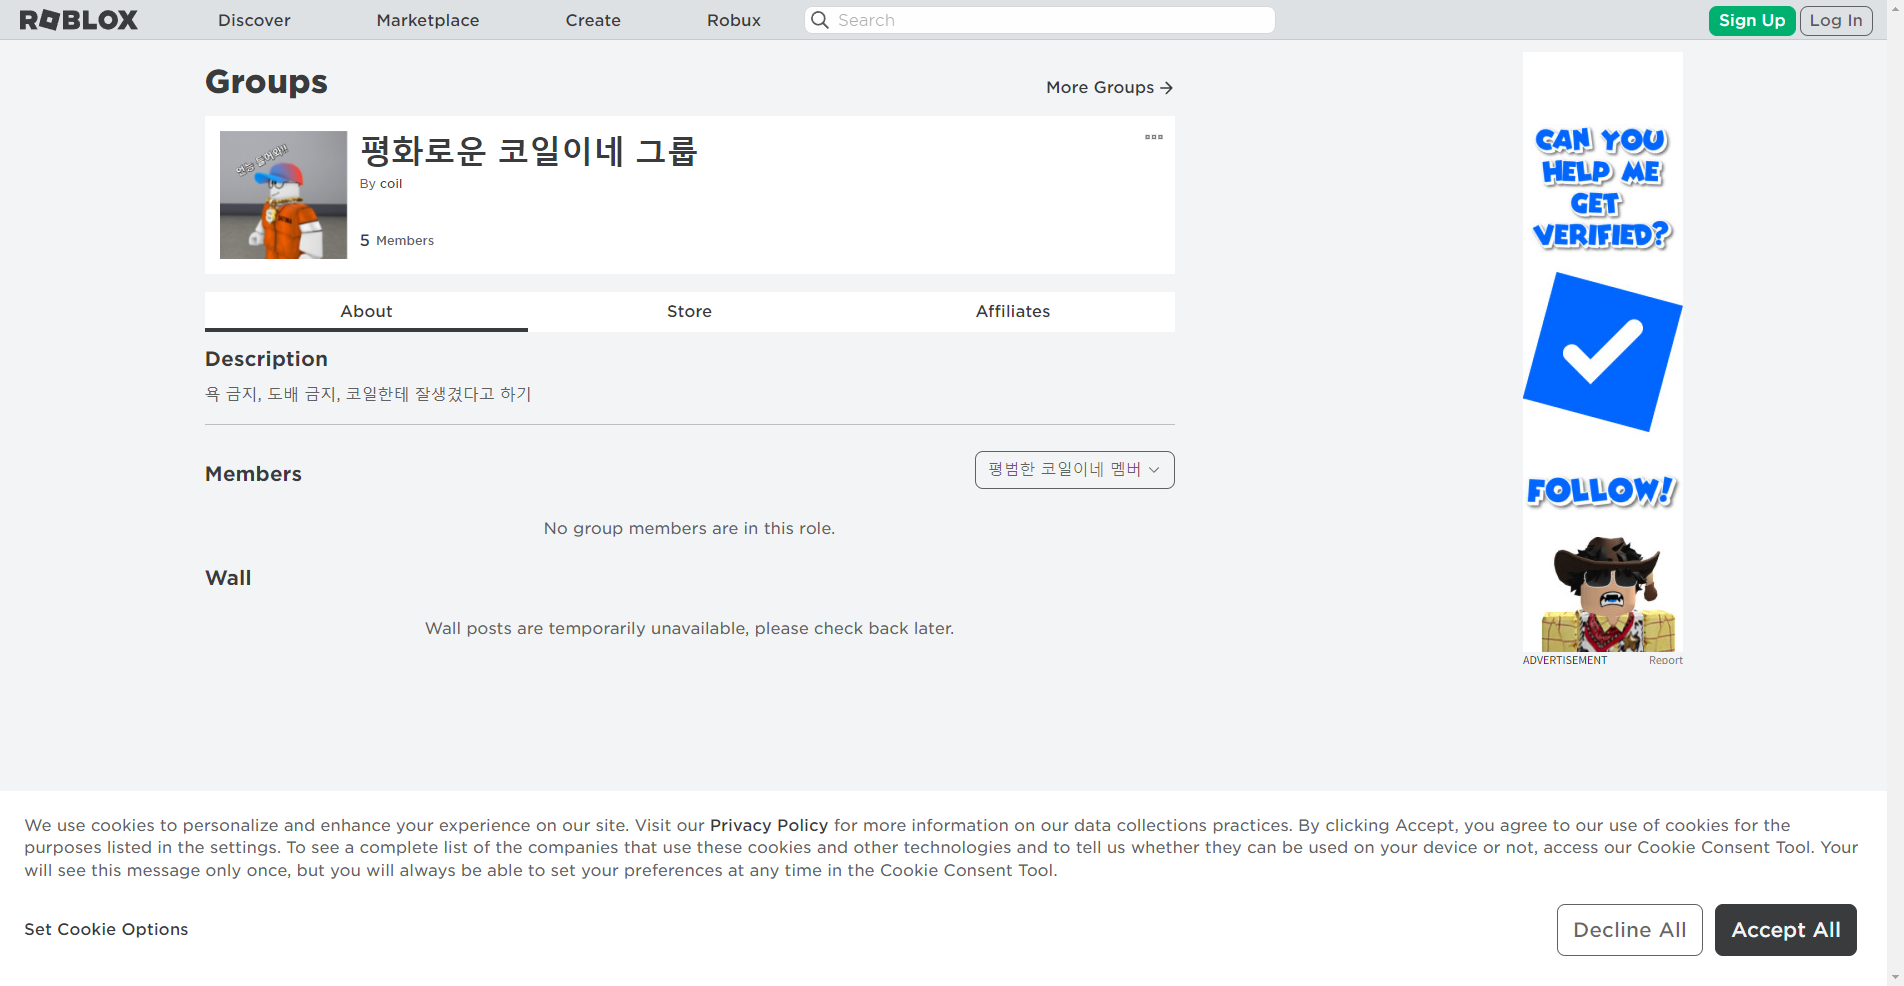 ROBLOX
Discover
Marketplace
Create
Robux
Search
Sign Up
Log In
Groups
More Groups
평화로운 코일이네 그룹
By coil
5 Members
About
Store
Affiliates
Description
욕 금지, 도배 금지, 코일한테 잘생겼다고 하기
Members
평범한 코일이네 멤버
No group members are in this role.
Wall
Wall posts are temporarily unavailable, please check back later.
CAN YOU
HELP ME
GET
VERIFIED?
FOLLOW!
ADVERTISEMENT
Report
We use cookies to personalize and enhance your experience on our site. Visit our Privacy Policy for more information on our data collections practices. By clicking Accept, you agree to our use of cookies for the
purposes listed in the settings. To see a complete list of the companies that use these cookies and other technologies and to tell us whether they can be used on your device or not, access our Cookie Consent Tool. Your
will see this message only once, but you will always be able to set your preferences at any time in the Cookie Consent Tool.
Set Cookie Options
Decline All
Accept All